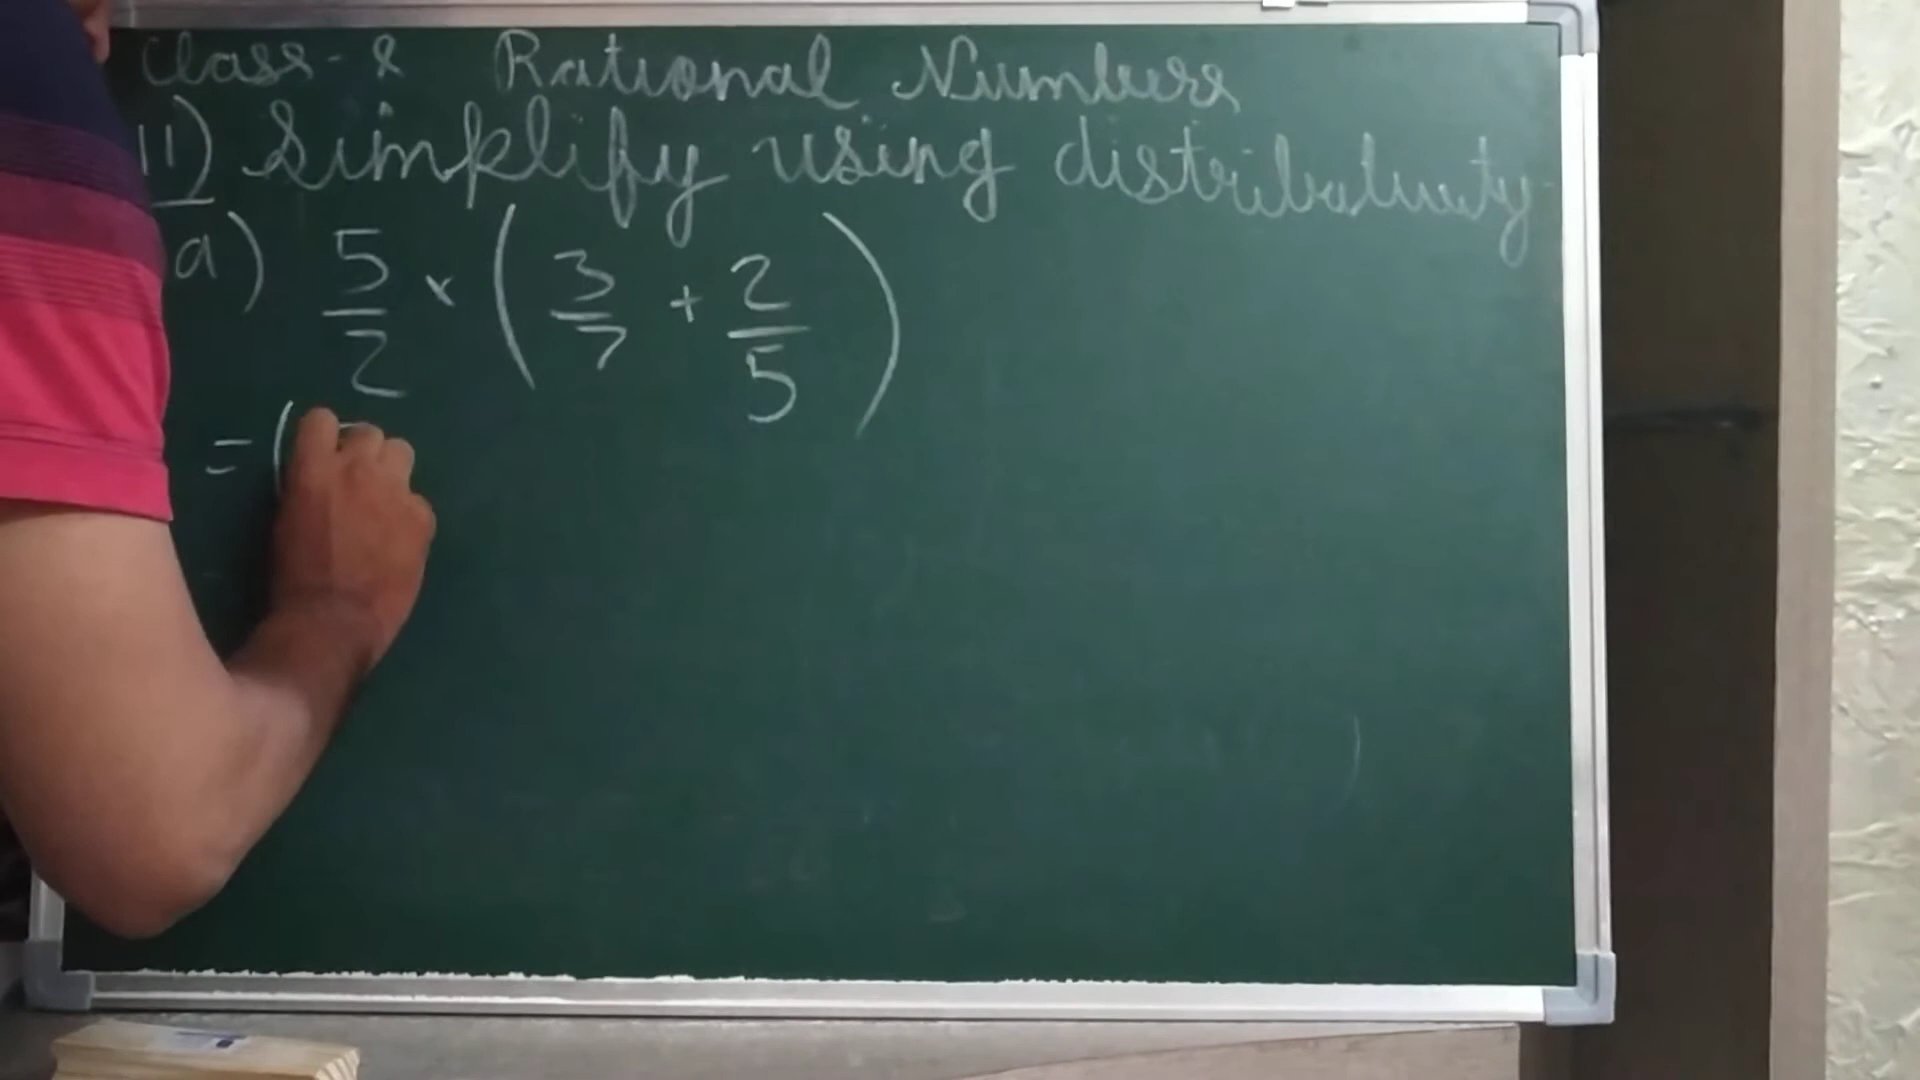 Class - 8 Rational Numbers
11) Simplify using distributivity
a) 5/2 × (3/7 + 2/5)
= (